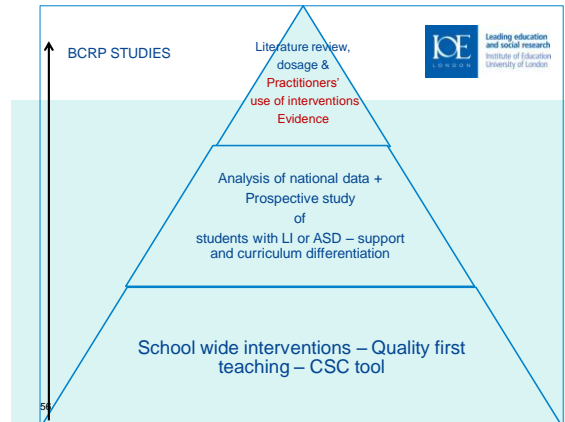 BCRP STUDIES
Literature review,
dosage &
Practitioners'
use of interventions
Evidence
IOE
LONDON
Leading education
and social research
Institute of Education
University of London
Analysis of national data +
Prospective study
of
students with LI or ASD – support
and curriculum differentiation
School wide interventions – Quality first
teaching – CSC tool